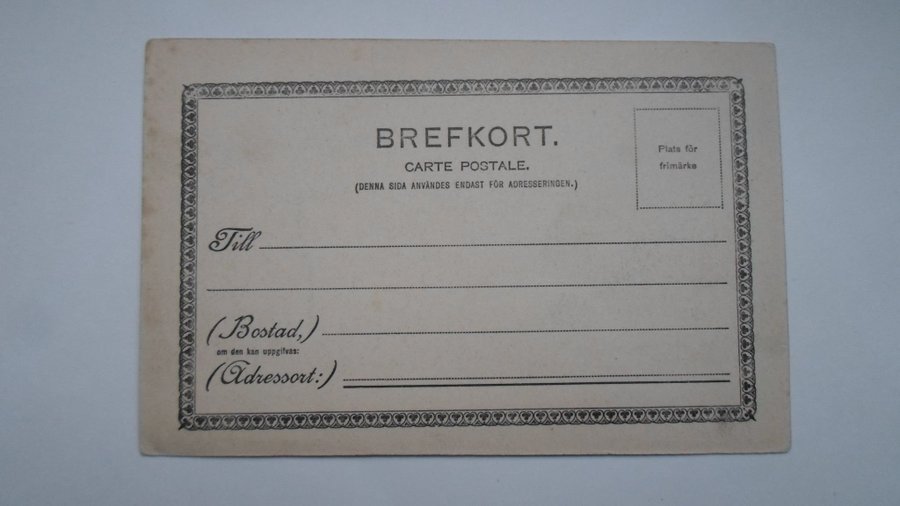 BREFKORT.
CARTE POSTALE.
(DENNA SIDA ANVÄNDES ENDAST FÖR ADRESSERINGEN.)
Plats för
frimärke
Till
(Bostad,)
om den kan uppgifvas:
(Adressort:)